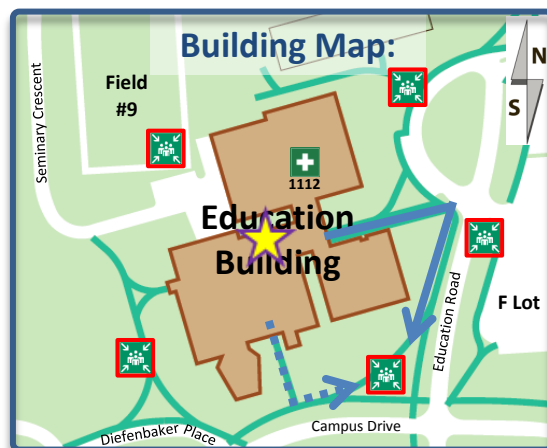 Building Map:
N
S
Field
#9
Seminary Crescent
1112
Education
Building
Education Road
F Lot
Diefenbaker Place
Campus Drive